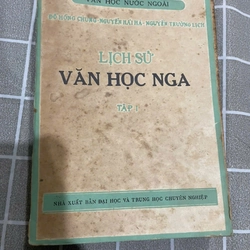 VĂN HỌC NƯỚC NGOÀI
ĐỖ HỒNG CHUNG - NGUYỄN HẢI HÀ - NGUYỄN TRƯỜNG LỊCH
LỊCH SỬ
VĂN HỌC NGA
TẬP I
NHÀ XUẤT BẢN ĐẠI HỌC VÀ TRUNG HỌC CHUYÊN NGHIỆP